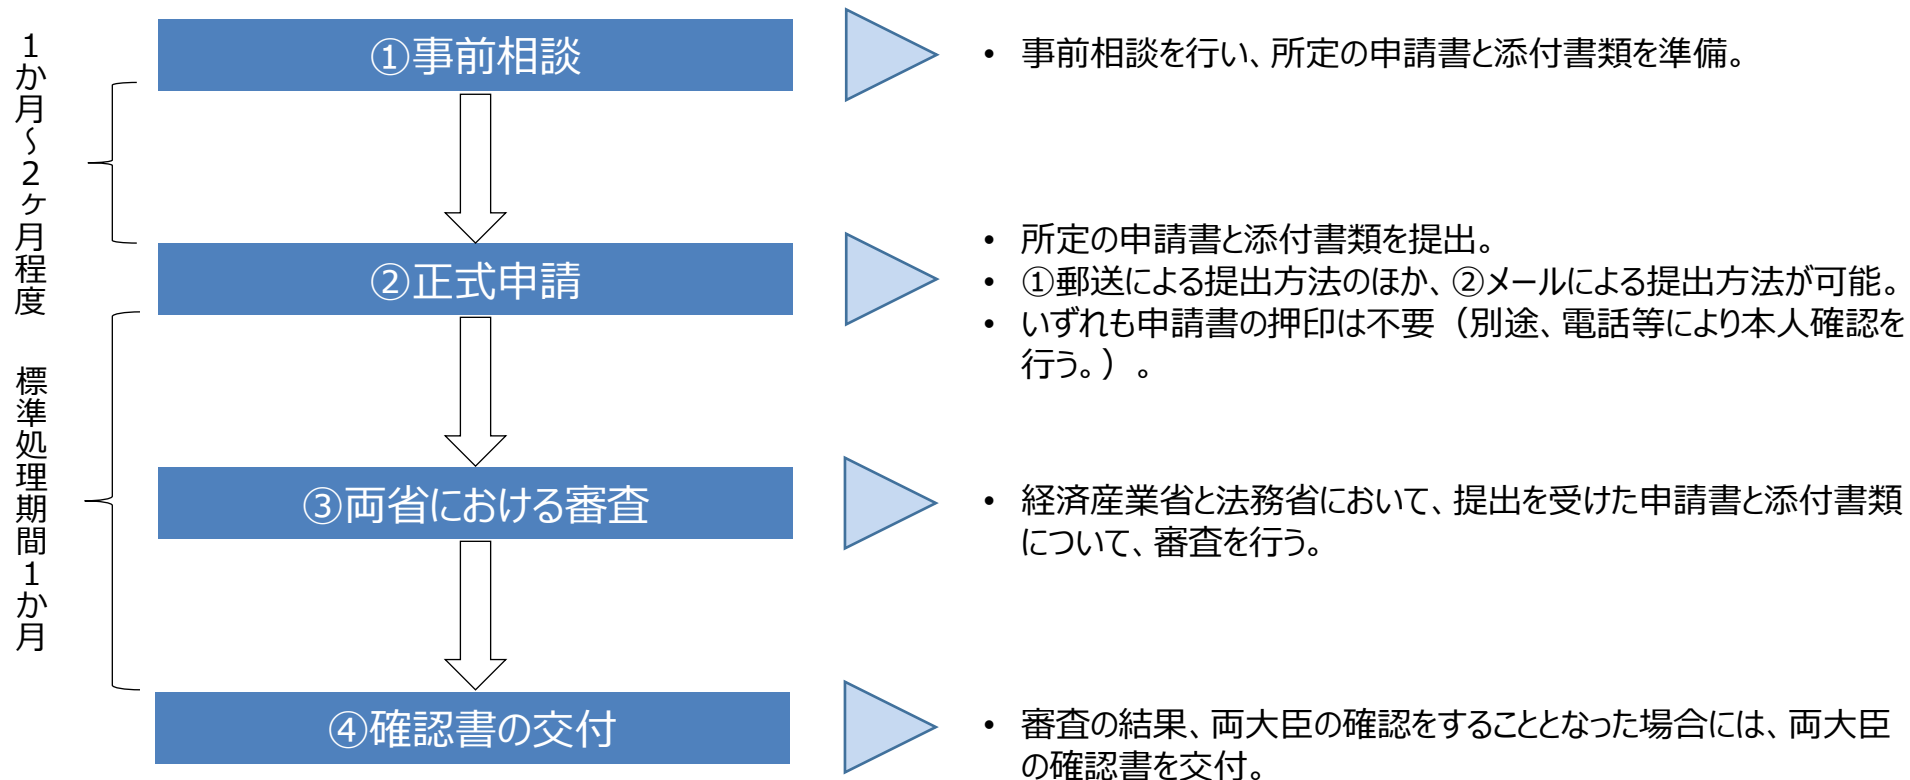 1か月～2ヶ月程度
①事前相談
• 事前相談を行い、所定の申請書と添付書類を準備。
②正式申請
• 所定の申請書と添付書類を提出。
• ①郵送による提出方法のほか、②メールによる提出方法が可能。
• いずれも申請書の押印は不要（別途、電話等により本人確認を
行う。）。
標準処理期間1か月
③両省における審査
• 経済産業省と法務省において、提出を受けた申請書と添付書類
について、審査を行う。
④確認書の交付
• 審査の結果、両大臣の確認をすることとなった場合には、両大臣
の確認書を交付。